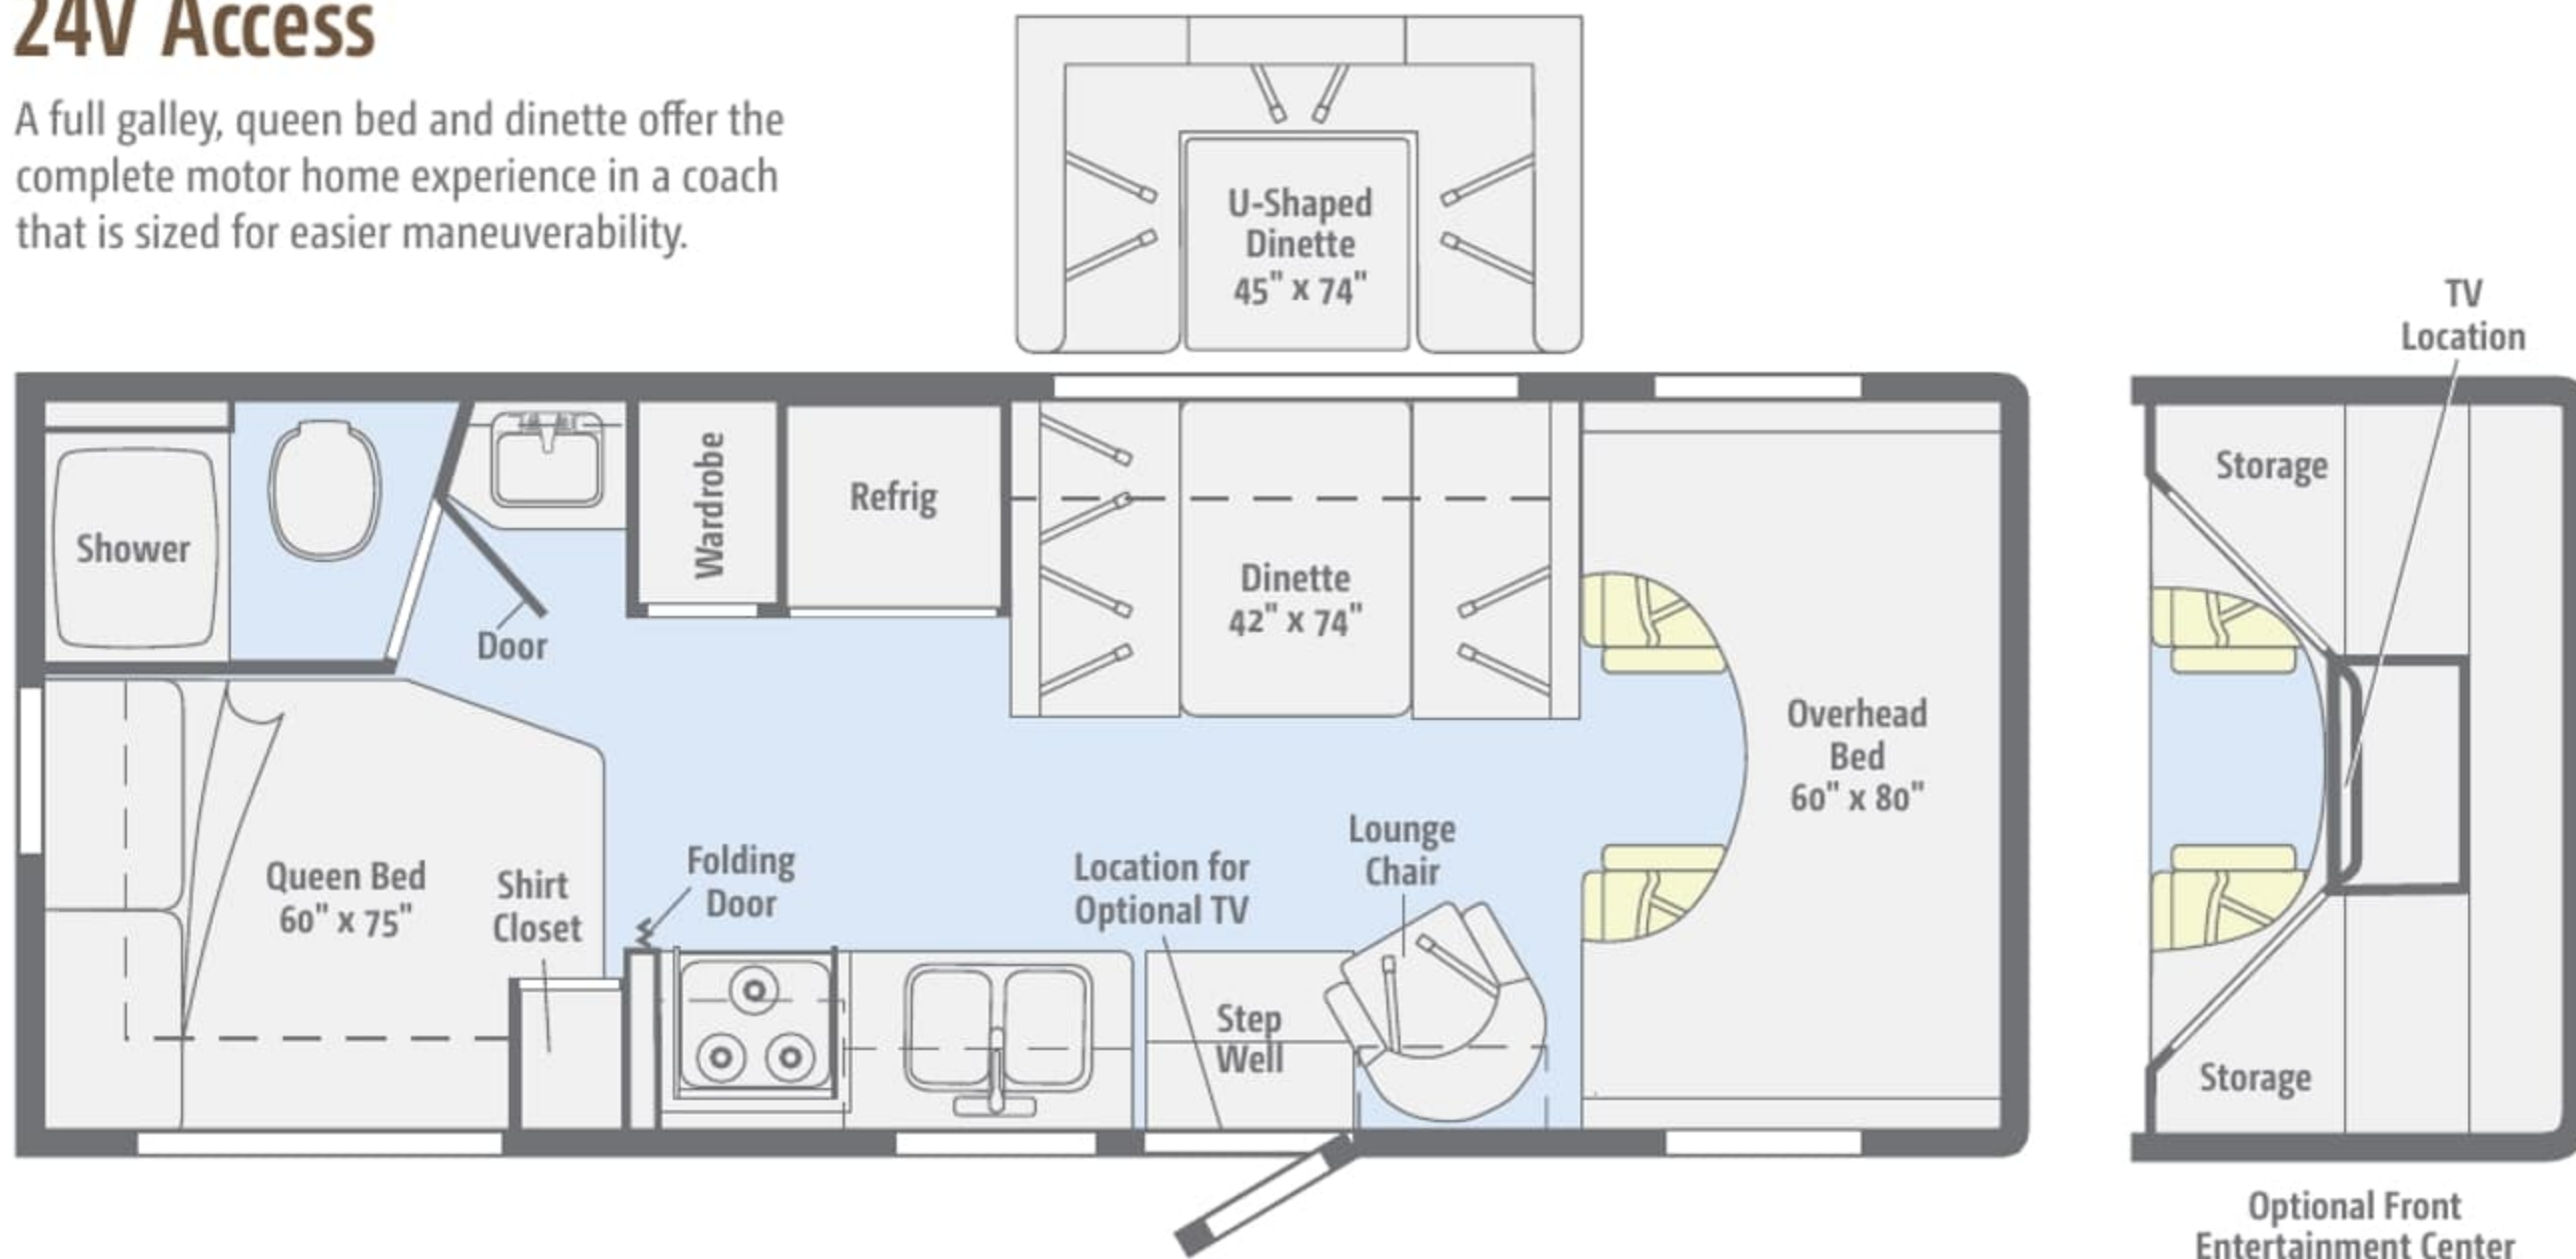 24V Access
A full galley, queen bed and dinette offer the
complete motor home experience in a coach
that is sized for easier maneuverability.
U-Shaped
Dinette
45" x 74"
TV
Location
Shower
Door
Wardrobe
Refrig
Dinette
42" x 74"
Overhead
Bed
60" x 80"
Storage
Queen Bed
60" x 75"
Shirt
Closet
Folding
Door
Location for
Optional TV
Lounge
Chair
Step
Well
Storage
Optional Front
Entertainment Center